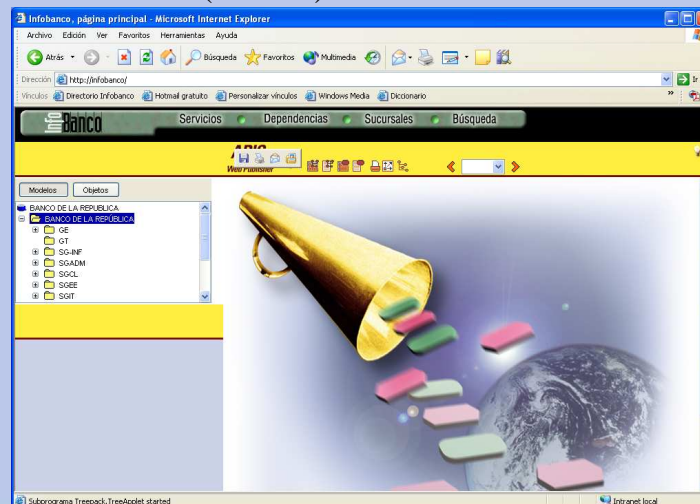 Infobanco, página principal - Microsoft Internet Explorer
Archivo Edición Ver Favoritos Herramientas Ayuda
Atrás Búsqueda Favoritos Multimedia
Dirección http://infobanco/ Ir
Vínculos Directorio Infobanco Hotmail gratuito Personalizar vínculos Windows Media Diccionario »
Info Banco Servicios Dependencias Sucursales Búsqueda
Web Publisher
Modelos Objetos
BANCO DE LA REPUBLICA
BANCO DE LA REPÚBLICA
GE
GT
SG-INF
SGADM
SGCL
SGEE
SGIT
Subprograma Treepack.TreeApplet started Intranet local